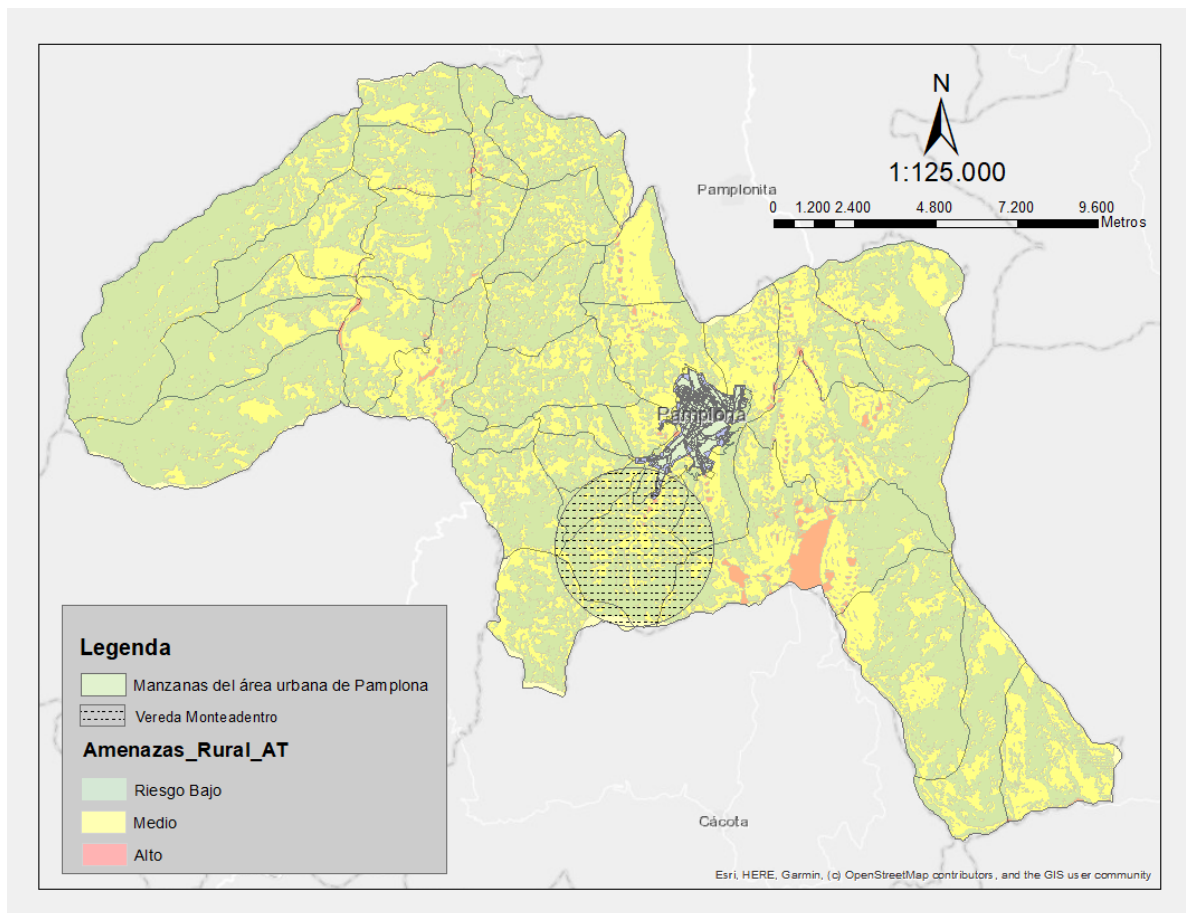 N
1:125.000
Pamplonita
0 1.200 2.400 4.800 7.200 9.600
Metros
Pamplona
Legenda
Manzanas del área urbana de Pamplona
Vereda Monteadentro
Amenazas_Rural_AT
Riesgo Bajo
Medio
Alto
Cácota
Esri, HERE, Garmin, (c) OpenStreetMap contributors, and the GIS user community